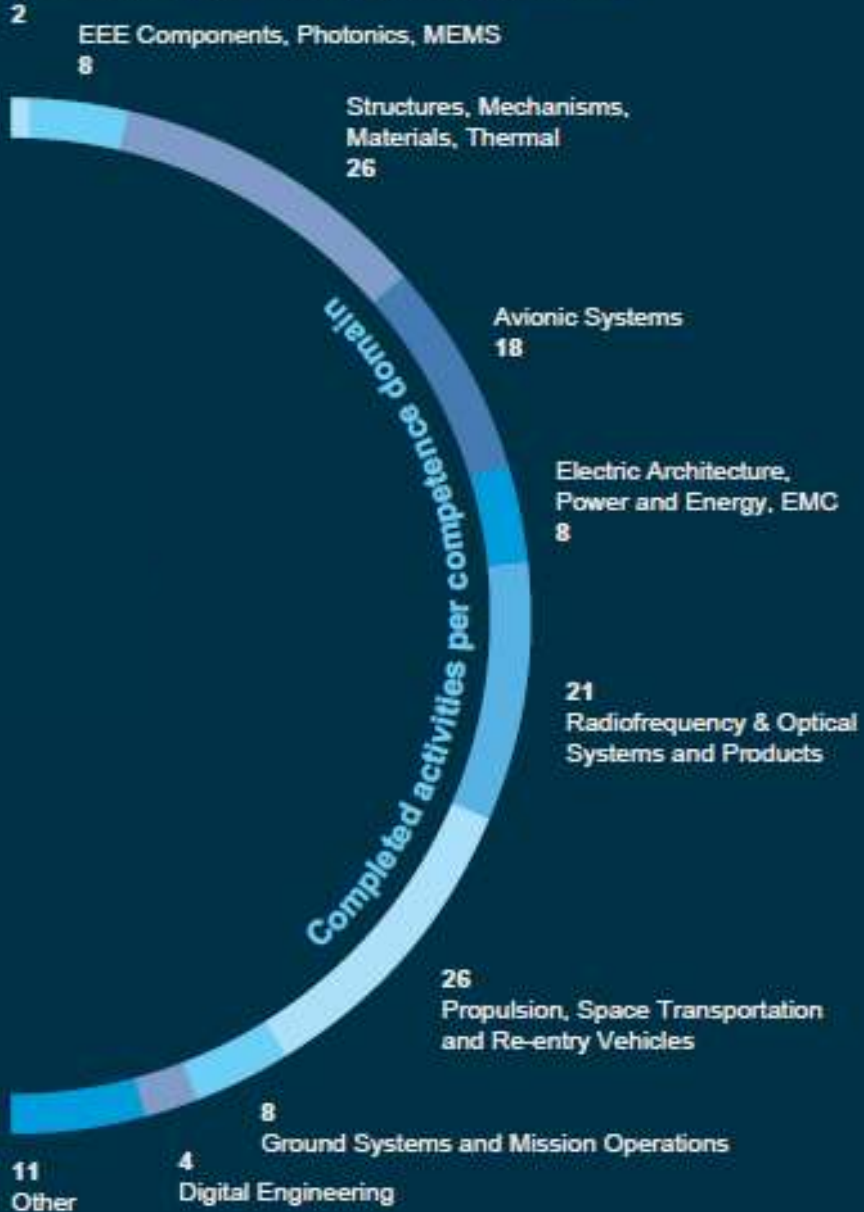 2
EEE Components, Photonics, MEMS
8
Structures, Mechanisms,
Materials, Thermal
26
Avionic Systems
18
Electric Architecture,
Power and Energy, EMC
8
Completed activities per competence domain
21
Radiofrequency & Optical
Systems and Products
26
Propulsion, Space Transportation
and Re-entry Vehicles
8
Ground Systems and Mission Operations
4
Digital Engineering
11
Other